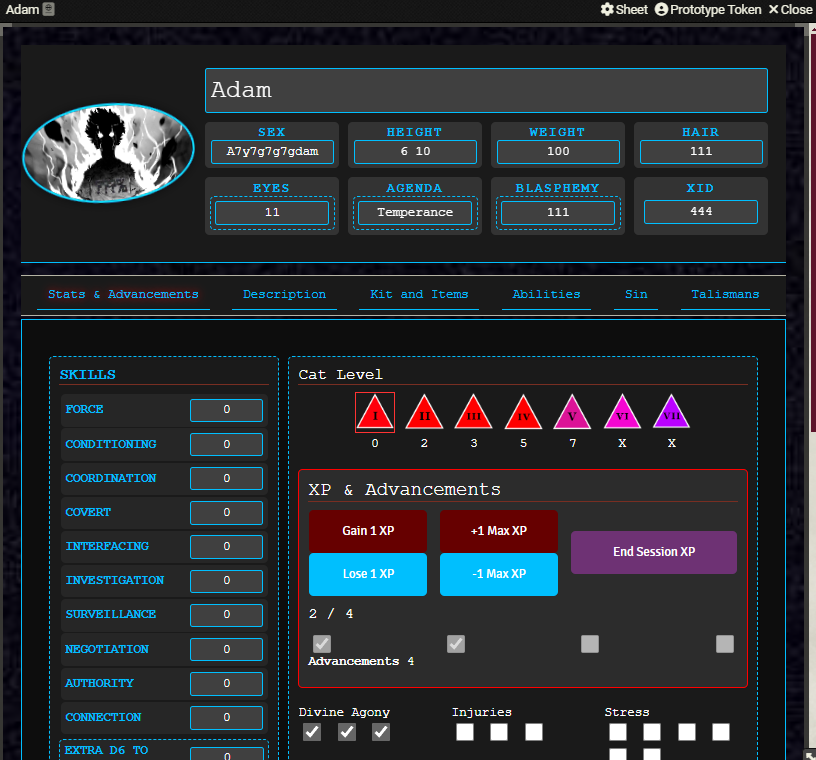 Adam
Sheet Prototype Token Close
Adam
SEX HEIGHT WEIGHT HAIR
A7y7g7g7gdam 6 10 100 111
EYES AGENDA BLASPHEMY XID
11 Temperance 111 444
Stats & Advancements Description Kit and Items Abilities Sin Talismans
SKILLS
FORCE 0
CONDITIONING 0
COORDINATION 0
COVERT 0
INTERFACING 0
INVESTIGATION 0
SURVEILLANCE 0
NEGOTIATION 0
AUTHORITY 0
CONNECTION 0
EXTRA D6 TO 0
Cat Level
I II III IV V VI VII
0 2 3 5 7 X X
XP & Advancements
Gain 1 XP +1 Max XP
End Session XP
Lose 1 XP -1 Max XP
2 / 4
Advancements 4
Divine Agony Injuries Stress